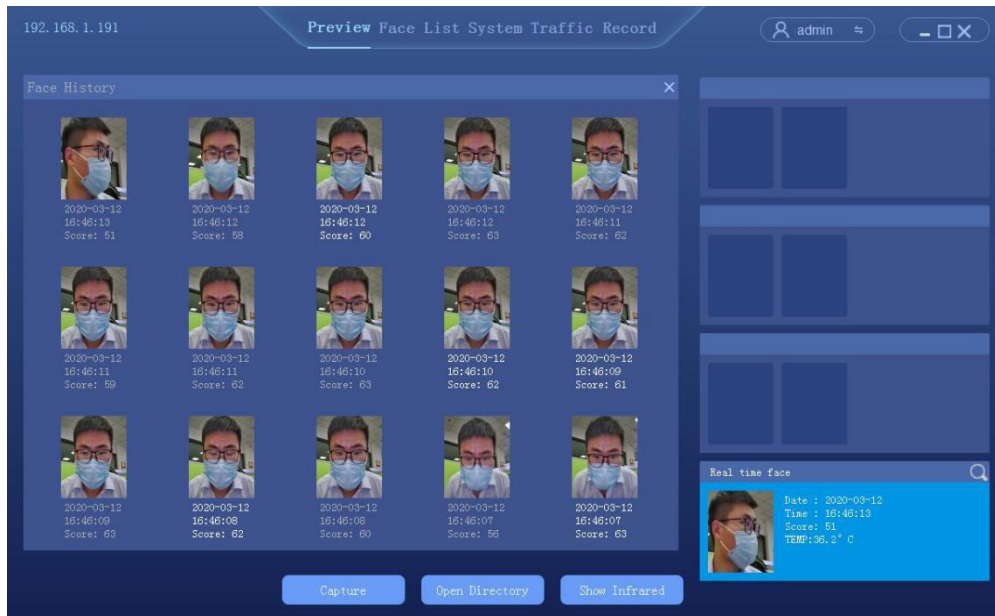 192.168.1.191
Preview Face List System Traffic Record
admin
Face History
2020-03-12
16:46:13
Score: 51
2020-03-12
16:46:12
Score: 58
2020-03-12
16:46:12
Score: 60
2020-03-12
16:46:12
Score: 63
2020-03-12
16:46:11
Score: 62
2020-03-12
16:46:11
Score: 59
2020-03-12
16:46:11
Score: 62
2020-03-12
16:46:10
Score: 63
2020-03-12
16:46:10
Score: 62
2020-03-12
16:46:09
Score: 61
2020-03-12
16:46:09
Score: 63
2020-03-12
16:46:08
Score: 62
2020-03-12
16:46:08
Score: 60
2020-03-12
16:46:07
Score: 56
2020-03-12
16:46:07
Score: 63
Real time face
Date : 2020-03-12
Time : 16:46:13
Score: 51
TEMP:36.2° C
Capture
Open Directory
Show Infrared